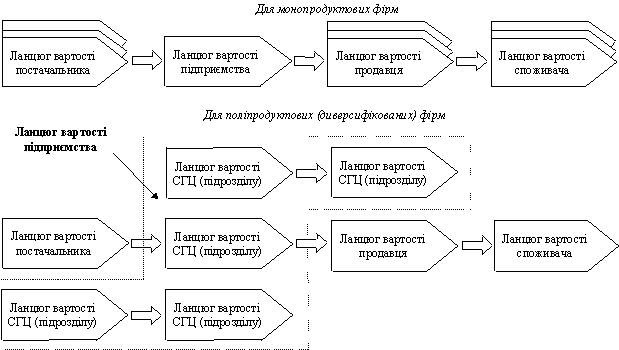 Для монопродуктових фірм
Ланцюг вартості
постачальника
Ланцюг вартості
підприємства
Ланцюг вартості
продавця
Ланцюг вартості
споживача
Для поліпродуктових (диверсифікованих) фірм
Ланцюг вартості
підприємства
Ланцюг вартості
СГЦ (підрозділу)
Ланцюг вартості
СГЦ (підрозділу)
Ланцюг вартості
постачальника
Ланцюг вартості
СГЦ (підрозділу)
Ланцюг вартості
продавця
Ланцюг вартості
споживача
Ланцюг вартості
СГЦ (підрозділу)
Ланцюг вартості
СГЦ (підрозділу)